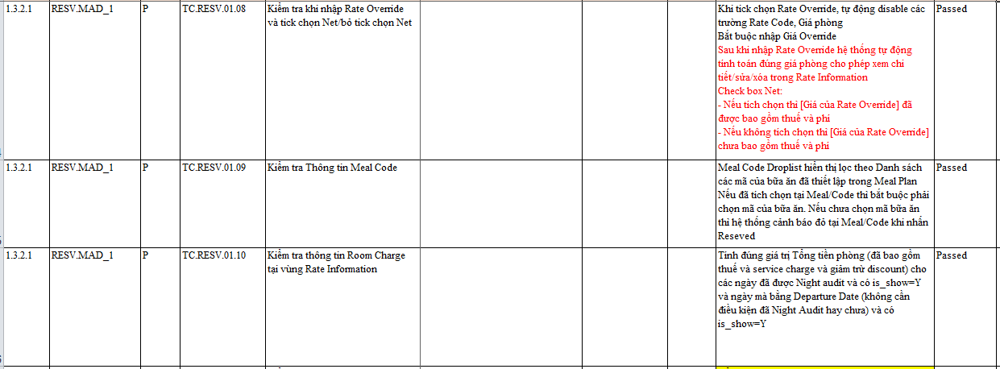 1.3.2.1 RESV.MAD_1 P TC.RESV.01.08 Kiểm tra khi nhập Rate Override
và tick chọn Net/bỏ tick chọn Net
Khi tick chọn Rate Override, tự động disable các
trường Rate Code, Giá phòng
Bắt buộc nhập Giá Override
Sau khi nhập Rate Override hệ thống tự động
tính toán đúng giá phòng cho phép xem chi
tiết/sửa/xóa trong Rate Information
Check box Net:
- Nếu tích chọn thì [Giá của Rate Override] đã
được bao gồm thuế và phí
- Nếu không tích chọn thì [Giá của Rate Override]
chưa bao gồm thuế và phí
Passed
1.3.2.1 RESV.MAD_1 P TC.RESV.01.09 Kiểm tra Thông tin Meal Code
Meal Code Droplist hiển thị lọc theo Danh sách
các mã của bữa ăn đã thiết lập trong Meal Plan
Nếu đã tích chọn tại Meal/Code thì bắt buộc phải
chọn mã của bữa ăn. Nếu chưa chọn mã bữa ăn
thì hệ thống cảnh báo đỏ tại Meal/Code khi nhấn
Reseved
Passed
1.3.2.1 RESV.MAD_1 P TC.RESV.01.10 Kiểm tra thông tin Room Charge
tại vùng Rate Information
Tính đúng giá trị Tổng tiền phòng (đã bao gồm
thuế và service charge và giảm trừ discount) cho
các ngày đã được Night audit và có is_show=Y
và ngày mà bằng Departure Date (không cần
điều kiện đã Night Audit hay chưa) và có
is_show=Y
Passed